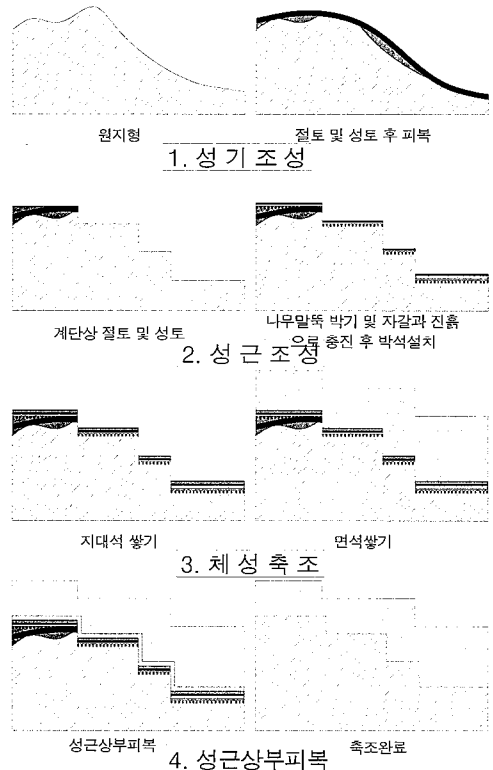 원지형
절토 및 성토 후 피복
1. 성기조성
계단상 절토 및 성토
나무말뚝 박기 및 자갈과 진흙
으로 충진 후 박석설치
2. 성근조성
지대석 쌓기
면석쌓기
3. 체성축조
성근상부피복
축조완료
4. 성근상부피복